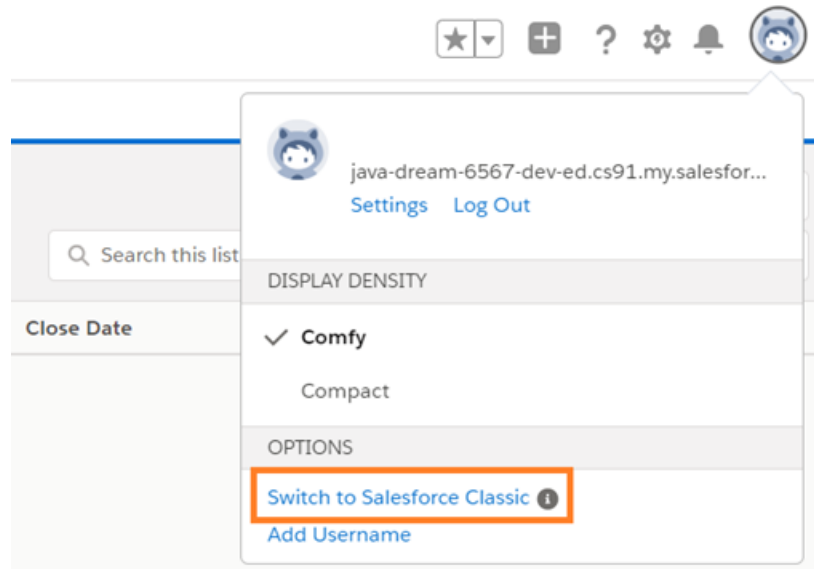 java-dream-6567-dev-ed.cs91.my.salesfor...
Settings Log Out
Search this list
DISPLAY DENSITY
Close Date
Comfy
Compact
OPTIONS
Switch to Salesforce Classic
Add Username